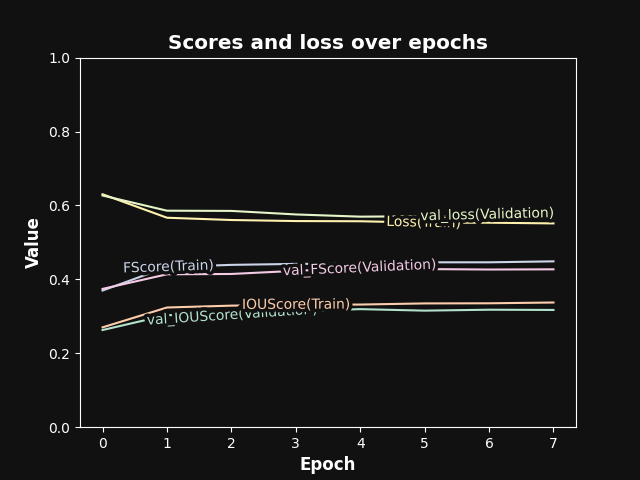 Scores and loss over epochs
1.0
0.8
0.6
0.4
0.2
0.0
Value
val_loss(Validation)
Loss(Train)
FScore(Train)
val_FScore(Validation)
IOUScore(Train)
val_IOUScore(Validation)
0 1 2 3 4 5 6 7
Epoch